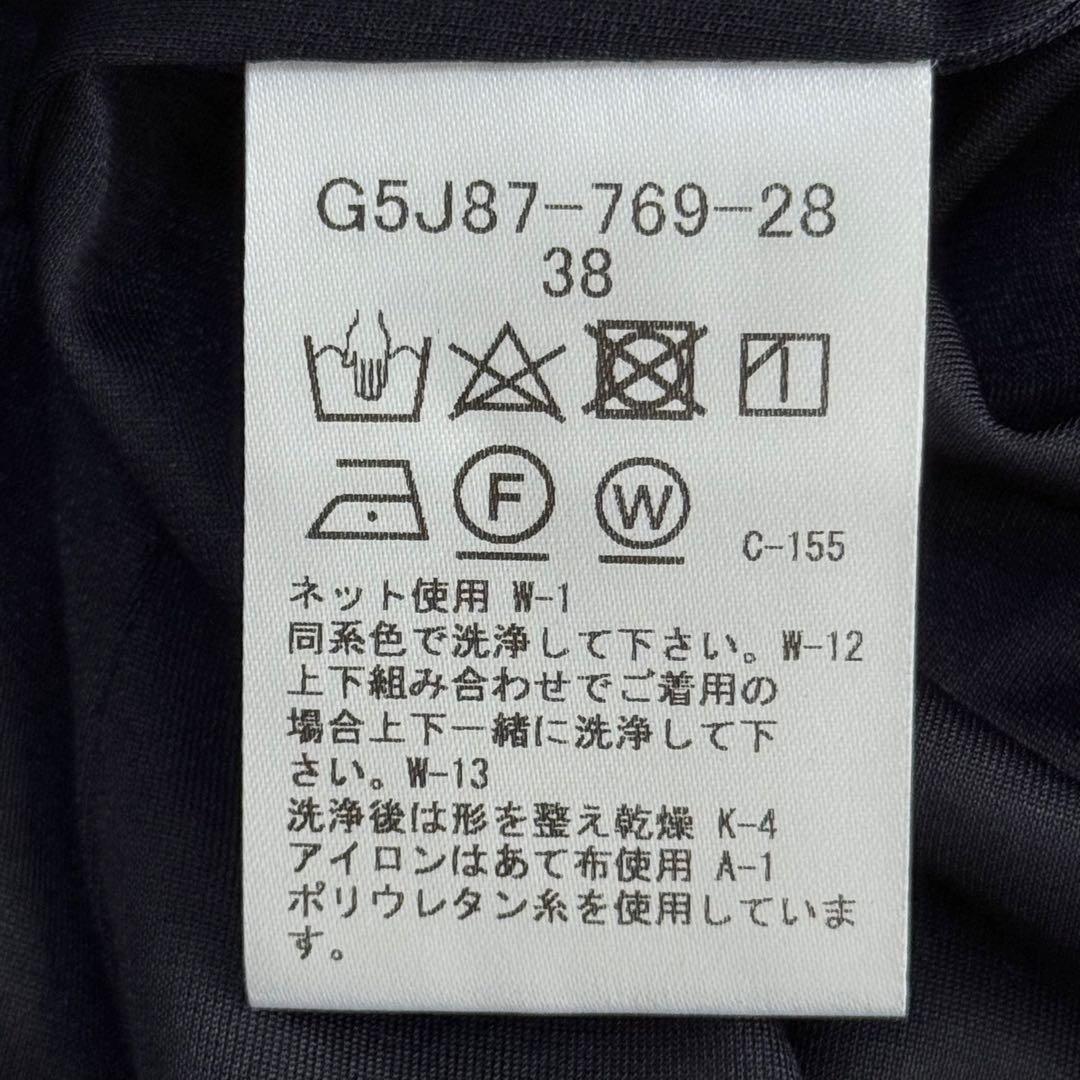 G5J87-769-28
38
F W C-155
ネット使用 W-1
同系色で洗浄して下さい。W-12
上下組み合わせでご着用の
場合上下一緒に洗浄して下
さい。W-13
洗浄後は形を整え乾燥 K-4
アイロンはあて布使用 A-1
ポリウレタン糸を使用していま
す。